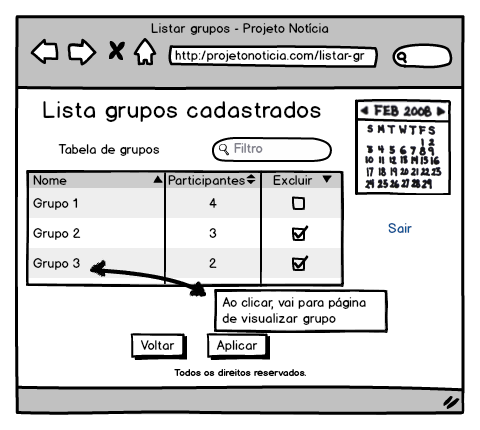 Listar grupos - Projeto Notícia
http:/projetonoticia.com/listar-gr
Lista grupos cadastrados
FEB 2008
S M T W T F S
1 2
3 4 5 6 7 8 9
10 11 12 13 14 15 16
17 18 19 20 21 22 23
24 25 26 27 28 29
Tabela de grupos
Filtro
Nome Participantes Excluir
Grupo 1 4
Grupo 2 3
Grupo 3 2
Sair
Ao clicar, vai para página
de visualizar grupo
Voltar Aplicar
Todos os direitos reservados.